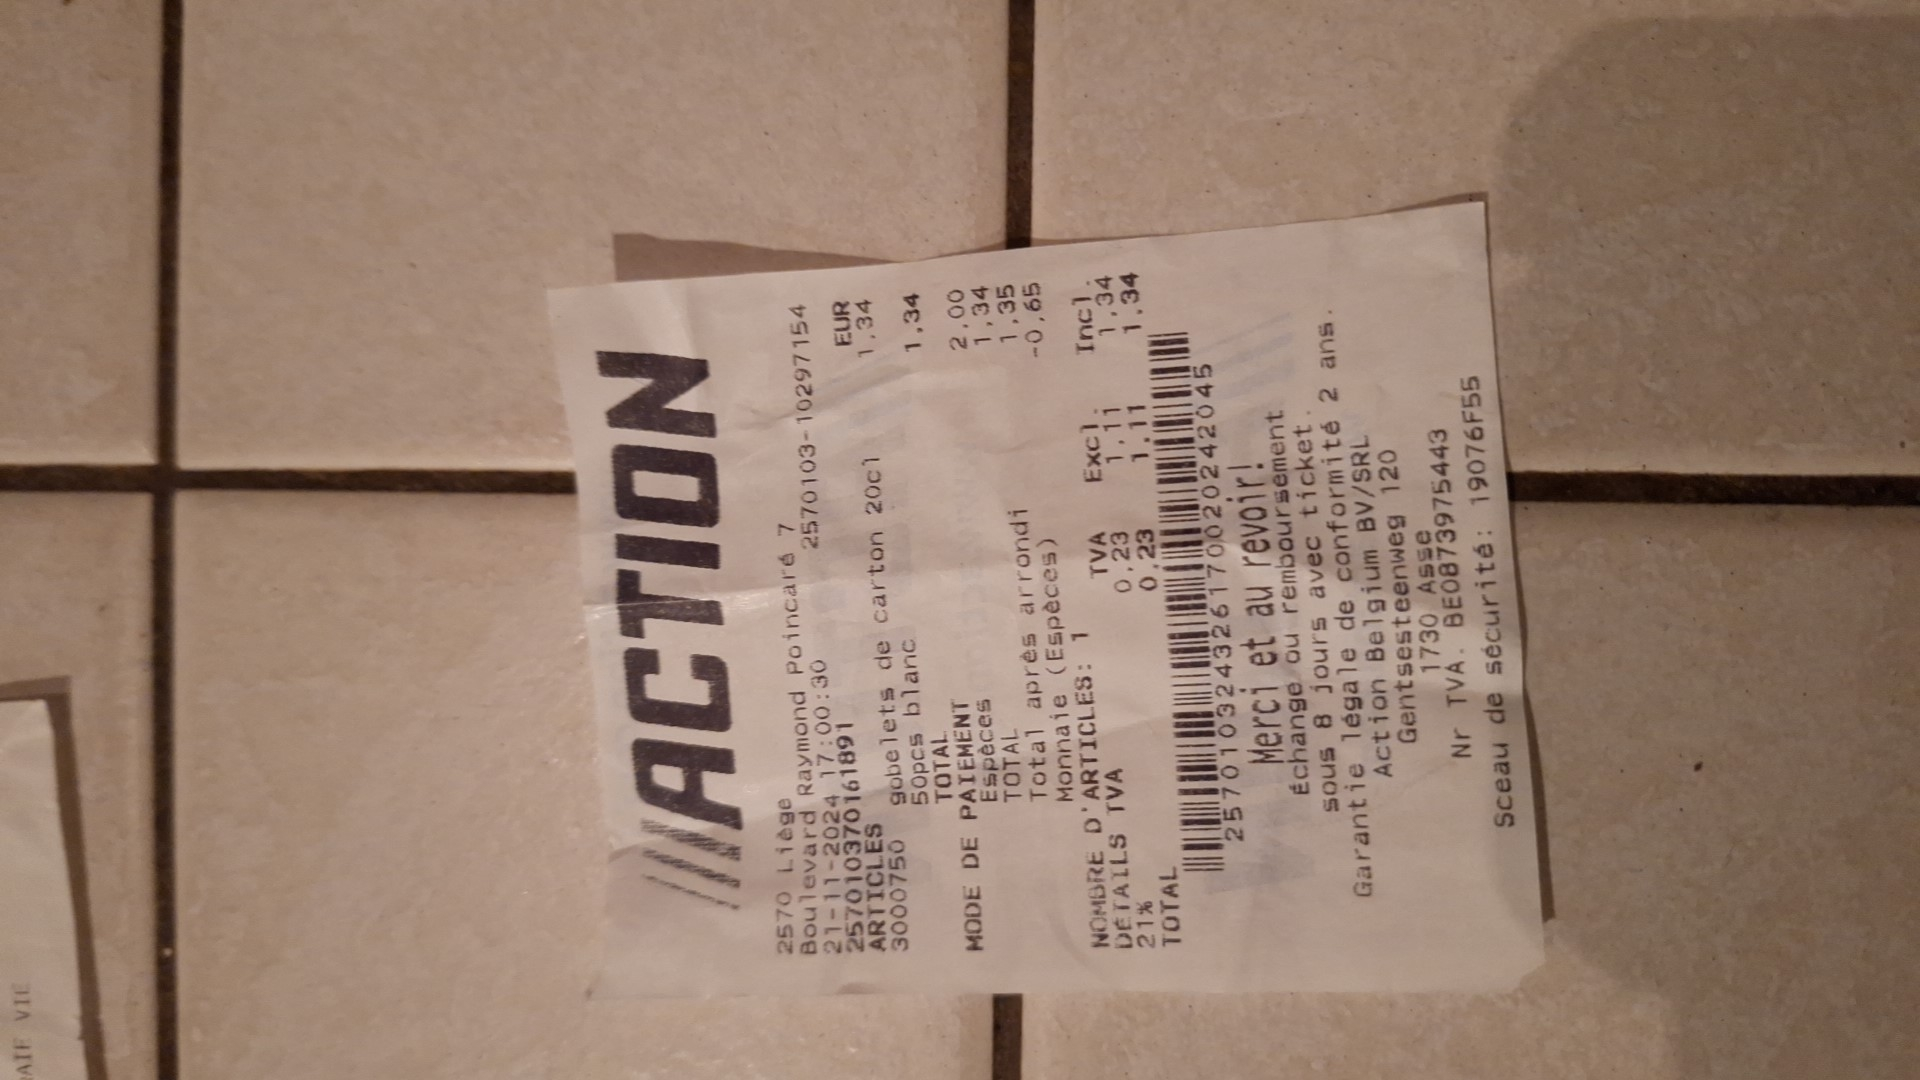 ///ACTION
2570 Liège
Boulevard Raymond Poincaré 7
21-11-2024 17:00:30 2570103-10297154
257010370161891
ARTICLES EUR
3000750 gobelets de carton 20cl 1,34
50pcs blanc
TOTAL 1,34
MODE DE PAIEMENT
Espèces 2,00
TOTAL 1,34
Total après arrondi 1,35
Monnaie (Espèces) -0,65
NOMBRE D'ARTICLES: 1
DÉTAILS TVA TVA Excl. Incl.
21% 0,23 1,11 1,34
TOTAL 0,23 1,11 1,34
257010324326170020242045
Merci et au revoir!
Échange ou remboursement
sous 8 jours avec ticket.
Garantie légale de conformité 2 ans.
Action Belgium BV/SRL
Gentsesteenweg 120
1730 Asse
Nr TVA. BE0873975443
Sceau de sécurité: 19076F55
VIE